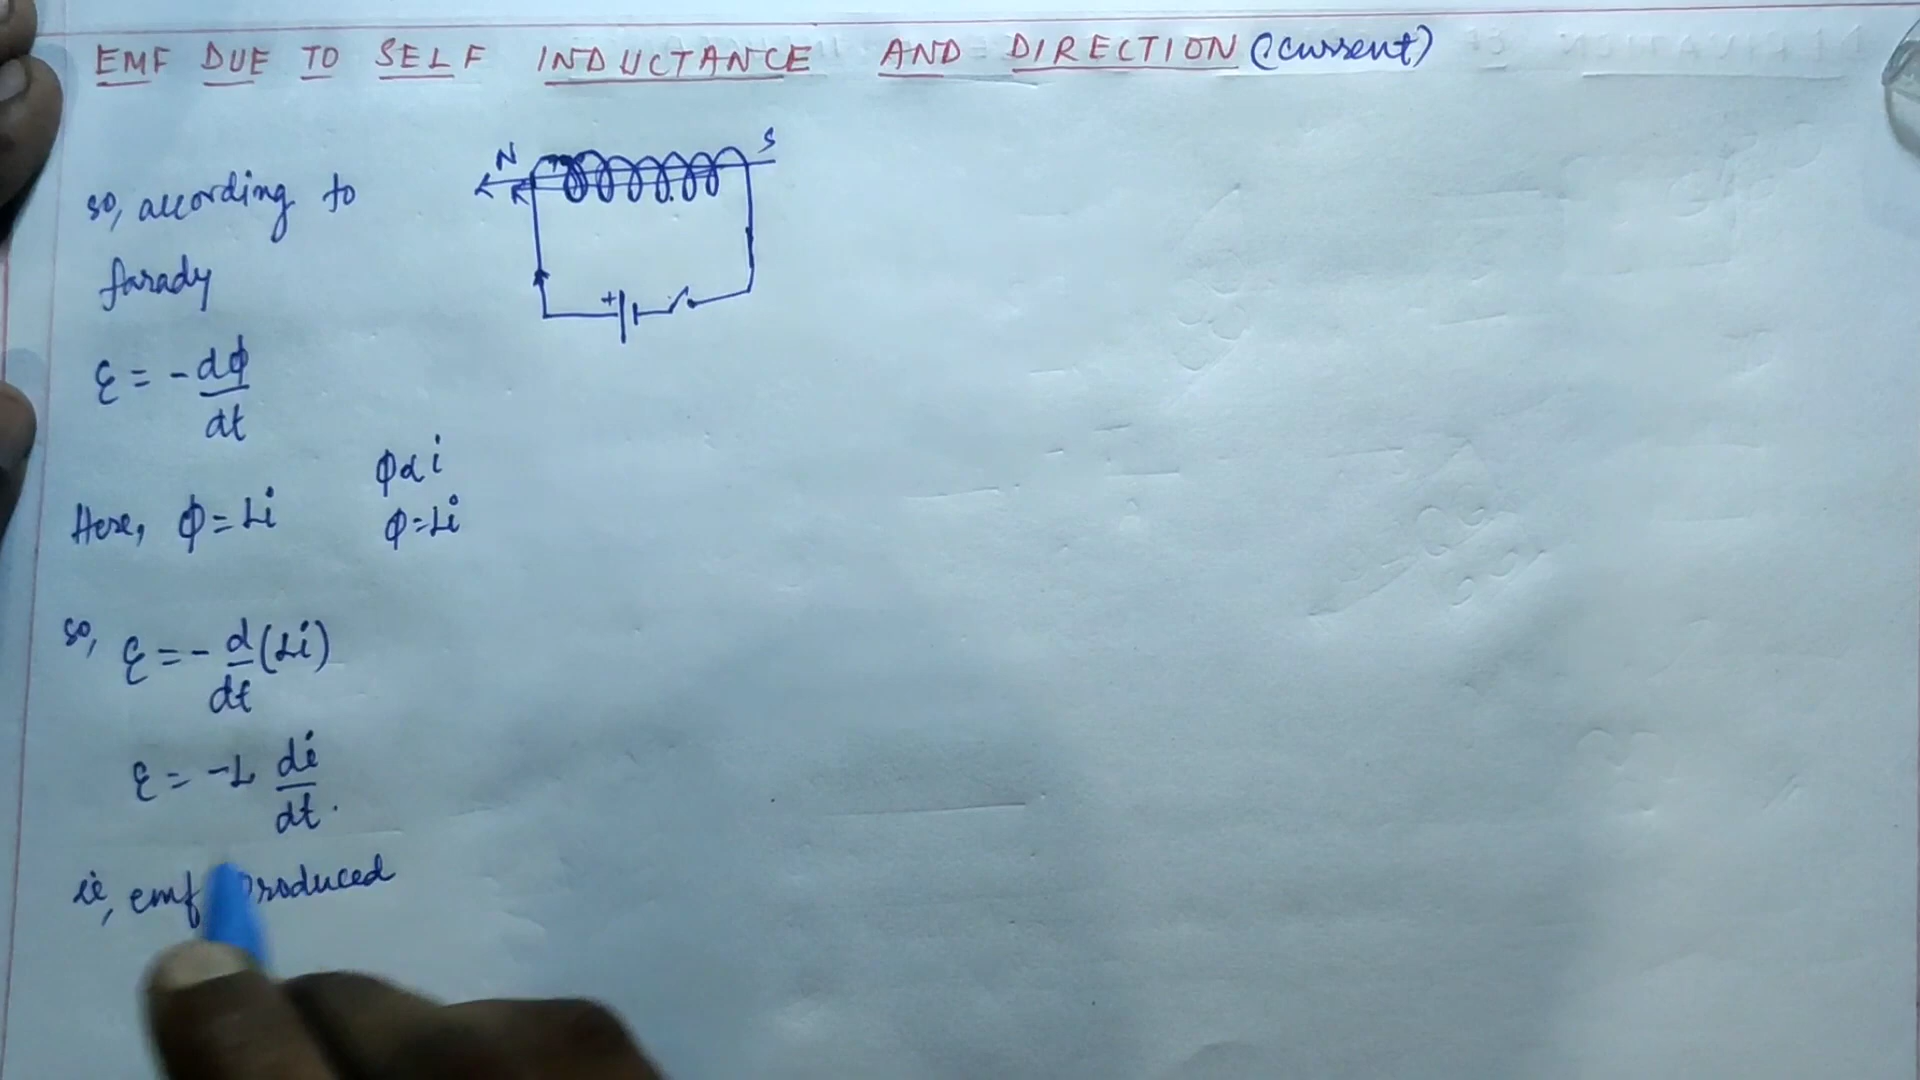 EMF DUE TO SELF INDUCTANCE AND DIRECTION (current)
N
S
so, according to
farady
+
ε = -dϕ/dt
ϕ α i
Here, ϕ = Li
ϕ = Li
so, ε = -d/dt (Li)
ε = -L di/dt.
ie, emf produced